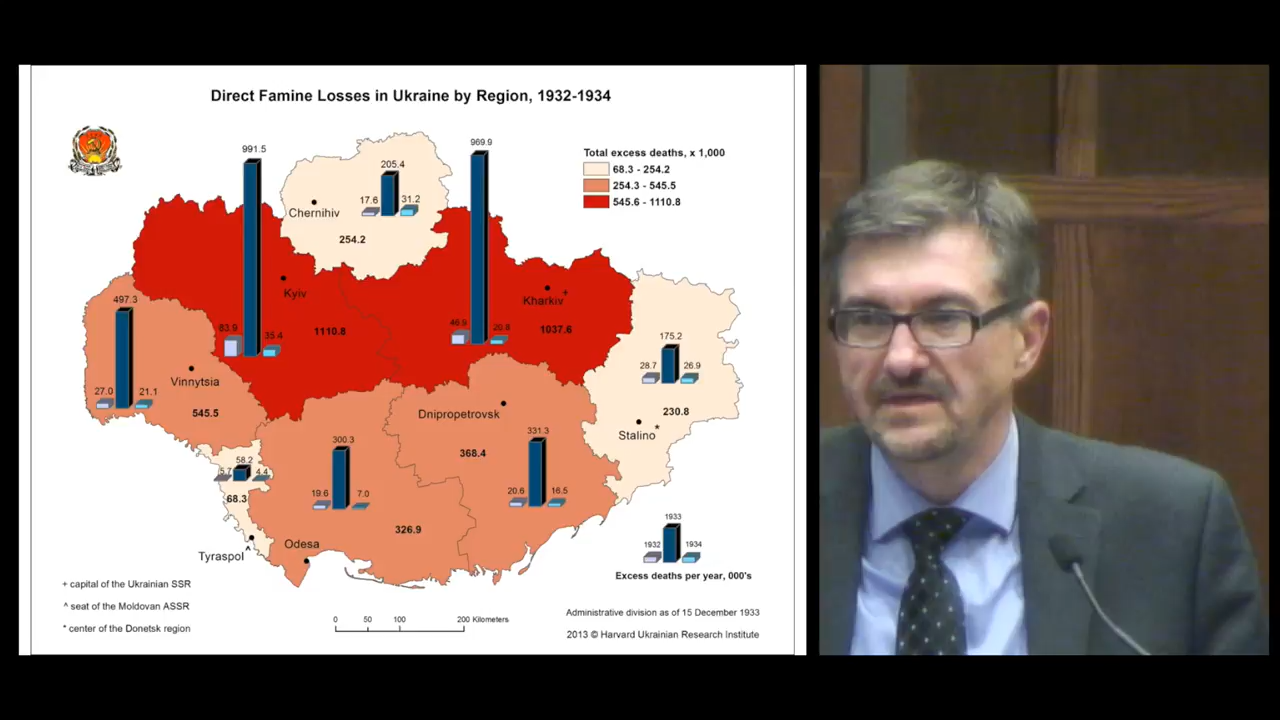 Direct Famine Losses in Ukraine by Region, 1932-1934
Total excess deaths, x 1,000
68.3 - 254.2
254.3 - 545.5
545.6 - 1110.8
991.5
969.9
205.4
17.6
31.2
Chernihiv
254.2
Kyiv
83.9
35.4
1110.8
Kharkiv +
46.9
20.8
1037.6
497.3
27.0
21.1
Vinnytsia
545.5
175.2
28.7
26.9
230.8
Stalino *
Dnipropetrovsk
331.3
368.4
20.6
16.5
300.3
19.6
7.0
326.9
58.2
5.7
4.4
68.3
Tyraspol ^
Odesa
1933
1932
1934
Excess deaths per year, 000's
+ capital of the Ukrainian SSR
^ seat of the Moldovan ASSR
* center of the Donetsk region
0 50 100 200 Kilometers
Administrative division as of 15 December 1933
2013 © Harvard Ukrainian Research Institute